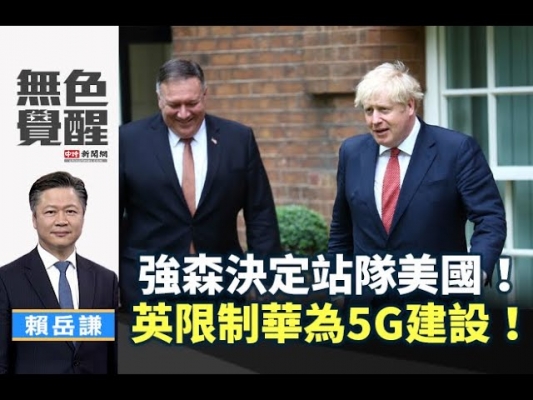 無色
覺醒
中時 新聞網
賴岳謙
強森決定站隊美國！
英限制華為5G建設！